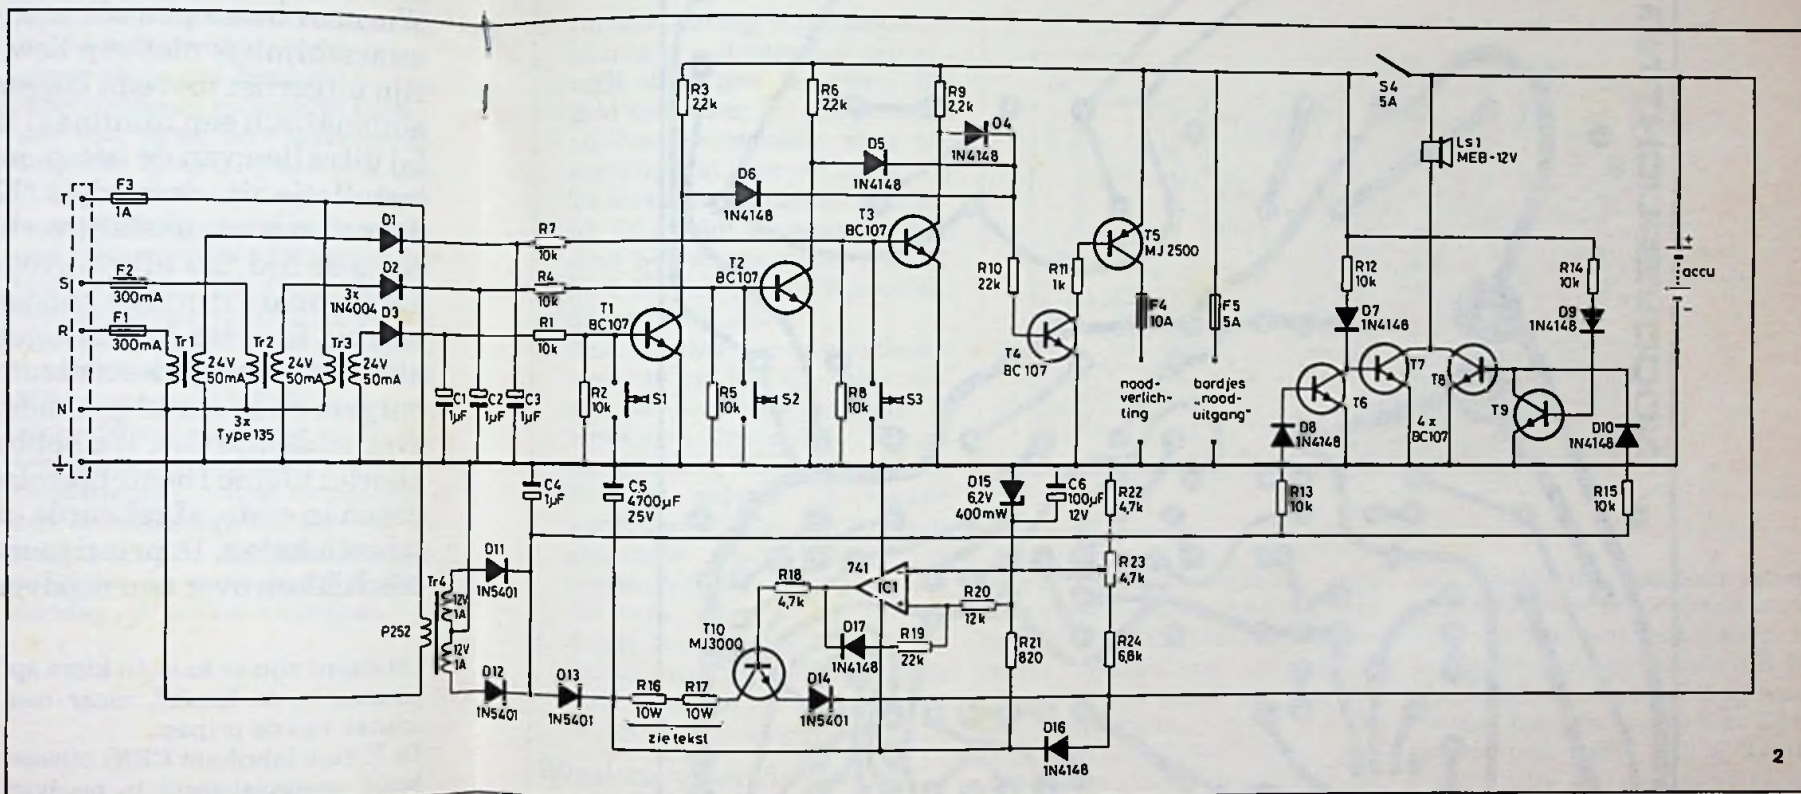 T
F3
1A
S
F2
300mA
R
F1
300mA
N
Tr1
24V
50mA
Tr2
24V
50mA
Tr3
24V
50mA
3x
Type 135
D1
D2
3x
1N4004
D3
C1
1µF
C2
1µF
C3
1µF
R7
10k
R4
10k
R1
10k
R2
10k
S1
T1
BC107
R3
2,2k
R5
10k
S2
T2
BC107
D6
1N4148
R6
2,2k
D5
1N4148
R8
10k
S3
T3
BC107
R9
2,2k
D4
1N4148
R10
22k
T4
BC107
R11
1k
T5
MJ2500
F4
10A
F5
5A
nood-
verlich-
ting
bordjes
„nood-
uitgang"
S4
5A
Ls1
MEB-12V
R12
10k
D7
1N4148
R14
10k
D9
1N4148
accu
+
-
T6
T7
T8
T9
4x
BC107
D8
1N4148
D10
1N4148
R13
10k
R15
10k
C4
1µF
C5
4700µF
25V
D15
6,2V
400mW
C6
100µF
12V
R22
4,7k
R23
4,7k
R24
6,8k
Tr4
12V
1A
12V
1A
P252
D11
1N5401
D12
1N5401
D13
1N5401
R16
10W
R17
10W
zie tekst
T10
MJ3000
R18
4,7k
741
IC1
D17
1N4148
R19
22k
R20
12k
R21
820
D14
1N5401
D16
1N4148
2